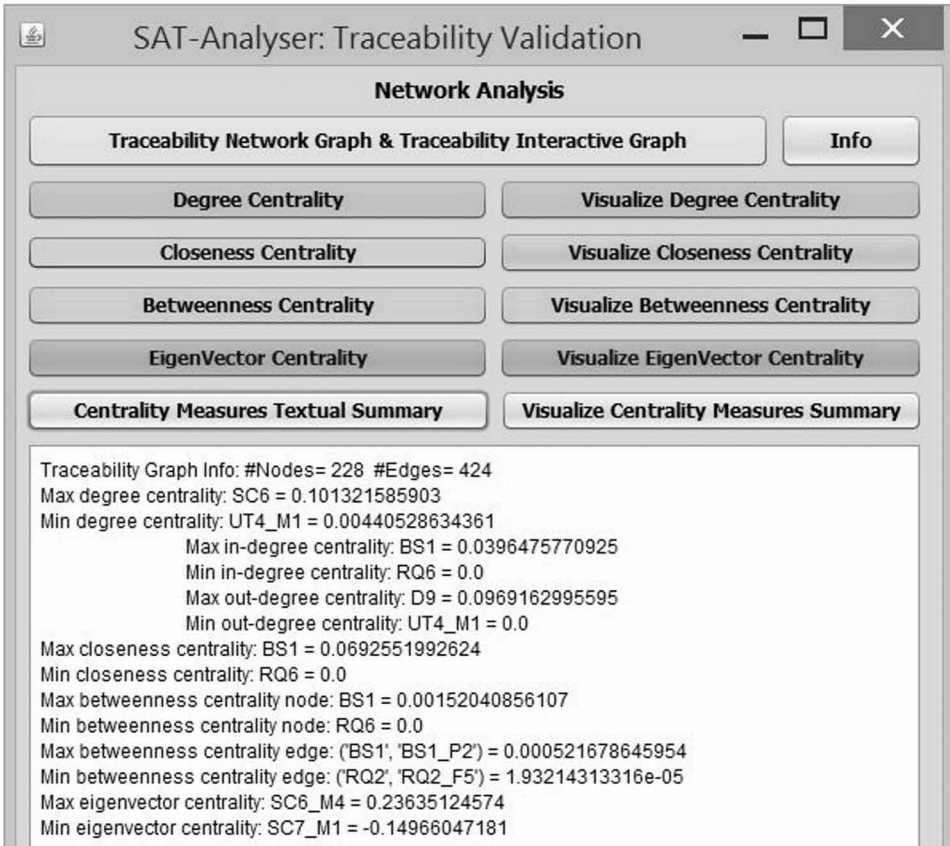 SAT-Analyser: Traceability Validation
Network Analysis
Traceability Network Graph & Traceability Interactive Graph Info
Degree Centrality Visualize Degree Centrality
Closeness Centrality Visualize Closeness Centrality
Betweenness Centrality Visualize Betweenness Centrality
EigenVector Centrality Visualize EigenVector Centrality
Centrality Measures Textual Summary Visualize Centrality Measures Summary
Traceability Graph Info: #Nodes= 228 #Edges= 424
Max degree centrality: SC6 = 0.101321585903
Min degree centrality: UT4_M1 = 0.00440528634361
Max in-degree centrality: BS1 = 0.0396475770925
Min in-degree centrality: RQ6 = 0.0
Max out-degree centrality: D9 = 0.0969162995595
Min out-degree centrality: UT4_M1 = 0.0
Max closeness centrality: BS1 = 0.0692551992624
Min closeness centrality: RQ6 = 0.0
Max betweenness centrality node: BS1 = 0.00152040856107
Min betweenness centrality node: RQ6 = 0.0
Max betweenness centrality edge: ('BS1', 'BS1_P2') = 0.000521678645954
Min betweenness centrality edge: ('RQ2', 'RQ2_F5') = 1.93214313316e-05
Max eigenvector centrality: SC6_M4 = 0.23635124574
Min eigenvector centrality: SC7_M1 = -0.14966047181